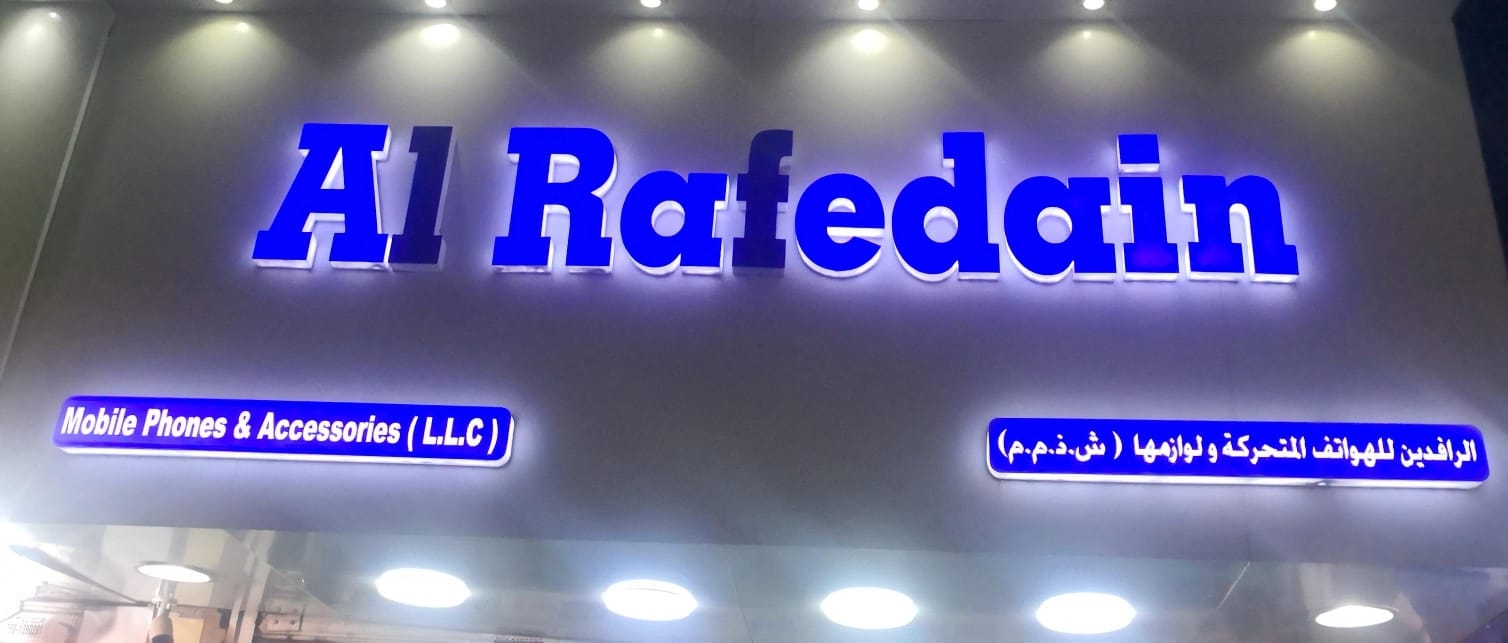 Al Rafedain
Mobile Phones & Accessories ( L.L.C )
الرافدين للهواتف المتحركة و لوازمها ( ش.ذ.م.م)